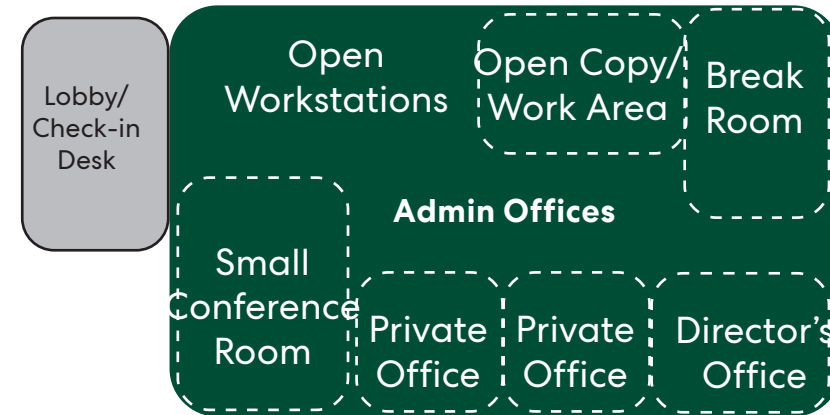 Lobby/
Check-in
Desk
Open
Workstations
Open Copy/
Work Area
Break
Room
Admin Offices
Small
Conference
Room
Private
Office
Private
Office
Director's
Office